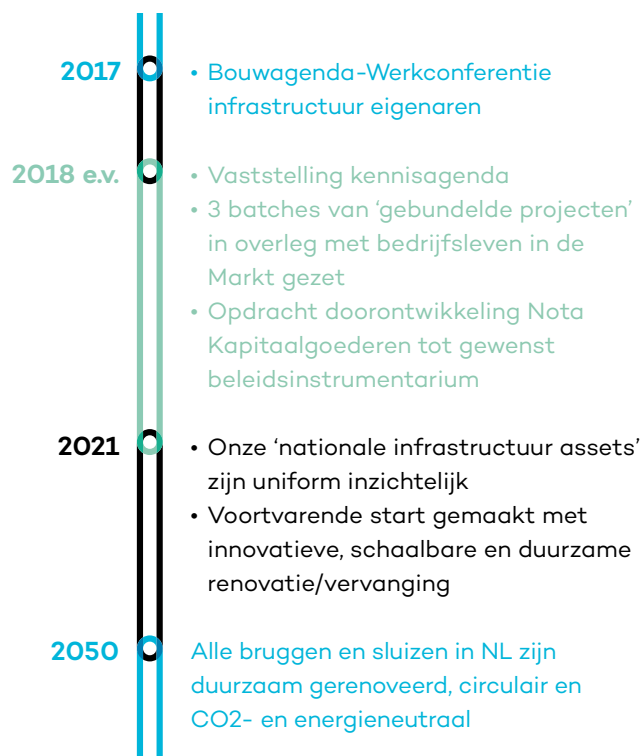 2017
• Bouwagenda-Werkconferentie
infrastructuur eigenaren
2018 e.v.
• Vaststelling kennisagenda
• 3 batches van ‘gebundelde projecten’
in overleg met bedrijfsleven in de
Markt gezet
• Opdracht doorontwikkeling Nota
Kapitaalgoederen tot gewenst
beleidsinstrumentarium
2021
• Onze ‘nationale infrastructuur assets’
zijn uniform inzichtelijk
• Voortvarende start gemaakt met
innovatieve, schaalbare en duurzame
renovatie/vervanging
2050
Alle bruggen en sluizen in NL zijn
duurzaam gerenoveerd, circulair en
CO2- en energieneutraal